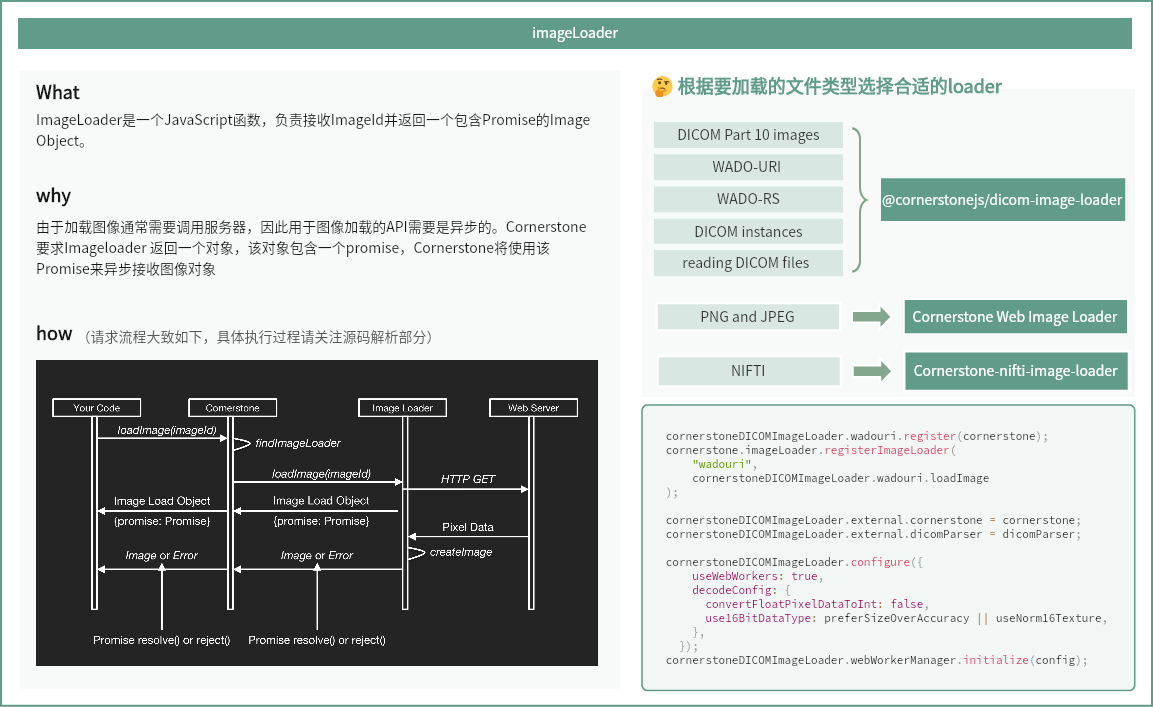 imageLoader
What
ImageLoader是一个JavaScript函数，负责接收ImageId并返回一个包含Promise的Image
Object。
why
由于加载图像通常需要调用服务器，因此用于图像加载的API需要是异步的。Cornerstone
要求Imageloader 返回一个对象，该对象包含一个promise，Cornerstone将使用该
Promise来异步接收图像对象
how （请求流程大致如下，具体执行过程请关注源码解析部分）
Your Code
Cornerstone
Image Loader
Web Server
loadImage(imageId)
findImageLoader
loadImage(imageId)
HTTP GET
Image Load Object
{promise: Promise}
Image Load Object
{promise: Promise}
Pixel Data
createImage
Image or Error
Image or Error
Promise resolve() or reject()
Promise resolve() or reject()
🤔 根据要加载的文件类型选择合适的loader
DICOM Part 10 images
WADO-URI
WADO-RS
DICOM instances
reading DICOM files
@cornerstonejs/dicom-image-loader
PNG and JPEG
Cornerstone Web Image Loader
NIFTI
Cornerstone-nifti-image-loader
cornerstoneDICOMImageLoader.wadouri.register(cornerstone);
cornerstone.imageLoader.registerImageLoader(
    "wadouri",
    cornerstoneDICOMImageLoader.wadouri.loadImage
);
cornerstoneDICOMImageLoader.external.cornerstone = cornerstone;
cornerstoneDICOMImageLoader.external.dicomParser = dicomParser;
cornerstoneDICOMImageLoader.configure({
    useWebWorkers: true,
    decodeConfig: {
      convertFloatPixelDataToInt: false,
      use16BitDataType: preferSizeOverAccuracy || useNorm16Texture,
    },
  });
cornerstoneDICOMImageLoader.webWorkerManager.initialize(config);